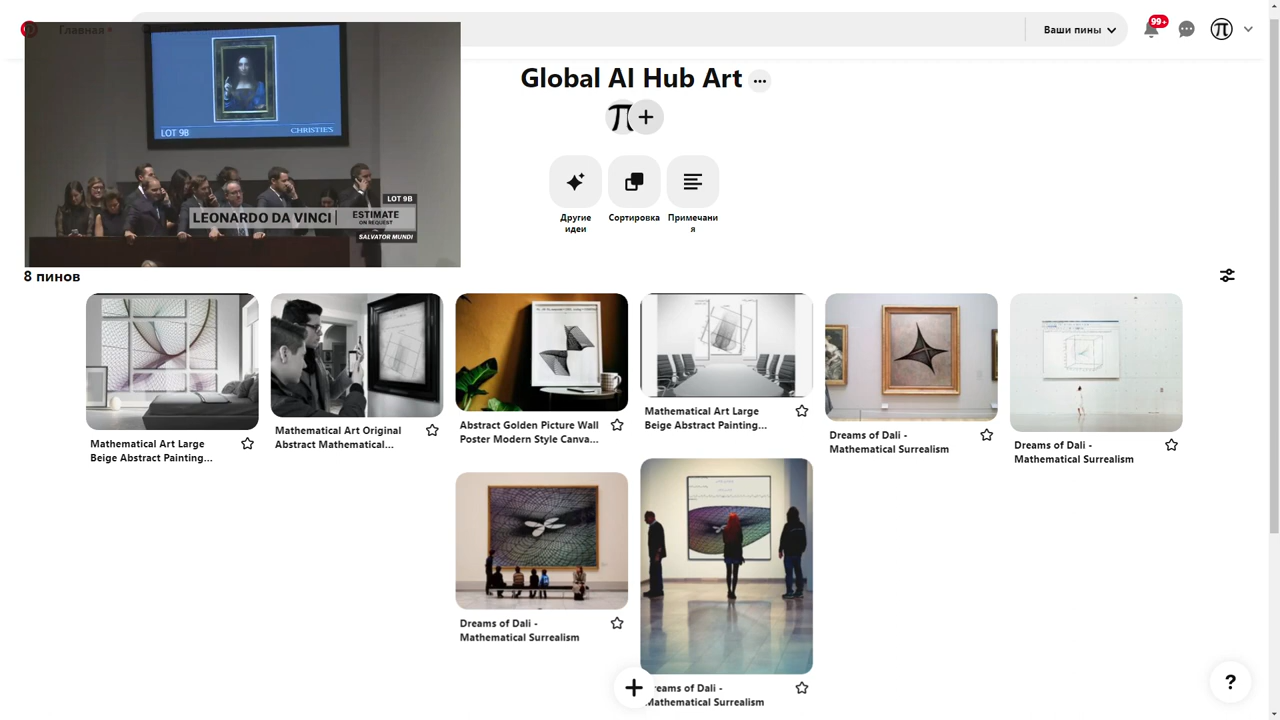 Главная
Ваши пины
99+
Global AI Hub Art
Другие
идеи
Сортировка
Примечани
я
LOT 9B
CHRISTIE'S
LOT 9B
LEONARDO DA VINCI
ESTIMATE
ON REQUEST
SALVATOR MUNDI
8 пинов
Mathematical Art Large
Beige Abstract Painting...
Mathematical Art Original
Abstract Mathematical...
Abstract Golden Picture Wall
Poster Modern Style Canva...
Mathematical Art Large
Beige Abstract Painting...
Dreams of Dali -
Mathematical Surrealism
Dreams of Dali -
Mathematical Surrealism
Dreams of Dali -
Mathematical Surrealism
reams of Dali -
Mathematical Surrealism
?